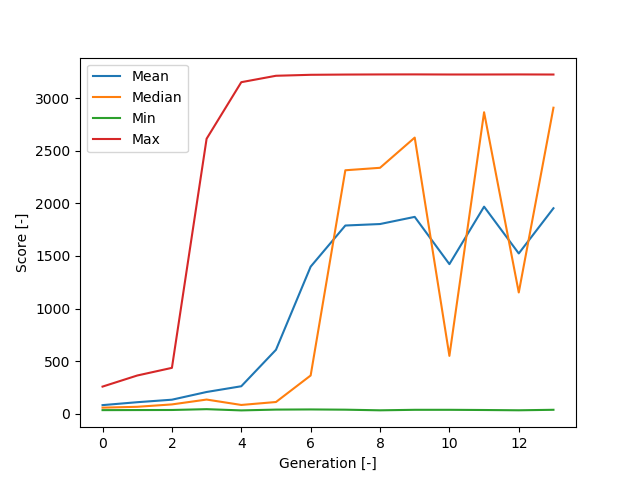 Mean
Median
Min
Max
3000
2500
2000
1500
1000
500
0
Score [-]
0 2 4 6 8 10 12
Generation [-]